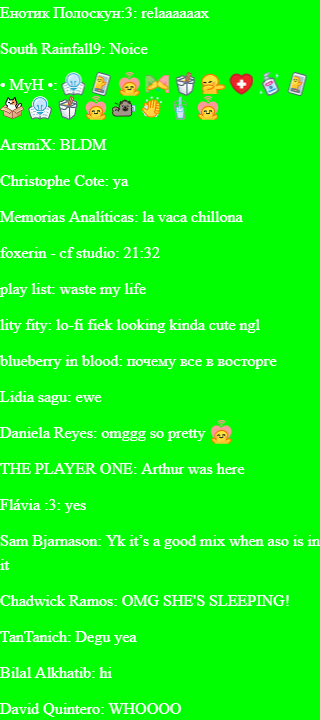 Енотик Полоскун:3: relaaaaaax
South Rainfall9: Noice
• MyH •:
ArsmiX: BLDM
Christophe Cote: ya
Memorias Analíticas: la vaca chillona
foxerin - cf studio: 21:32
play list: waste my life
lity fity: lo-fi fiek looking kinda cute ngl
blueberry in blood: почему все в восторге
Lidia sagu: ewe
Daniela Reyes: omggg so pretty
THE PLAYER ONE: Arthur was here
Flávia :3: yes
Sam Bjarnason: Yk it's a good mix when aso is in
it
Chadwick Ramos: OMG SHE'S SLEEPING!
TanTanich: Degu yea
Bilal Alkhatib: hi
David Quintero: WHOOOO